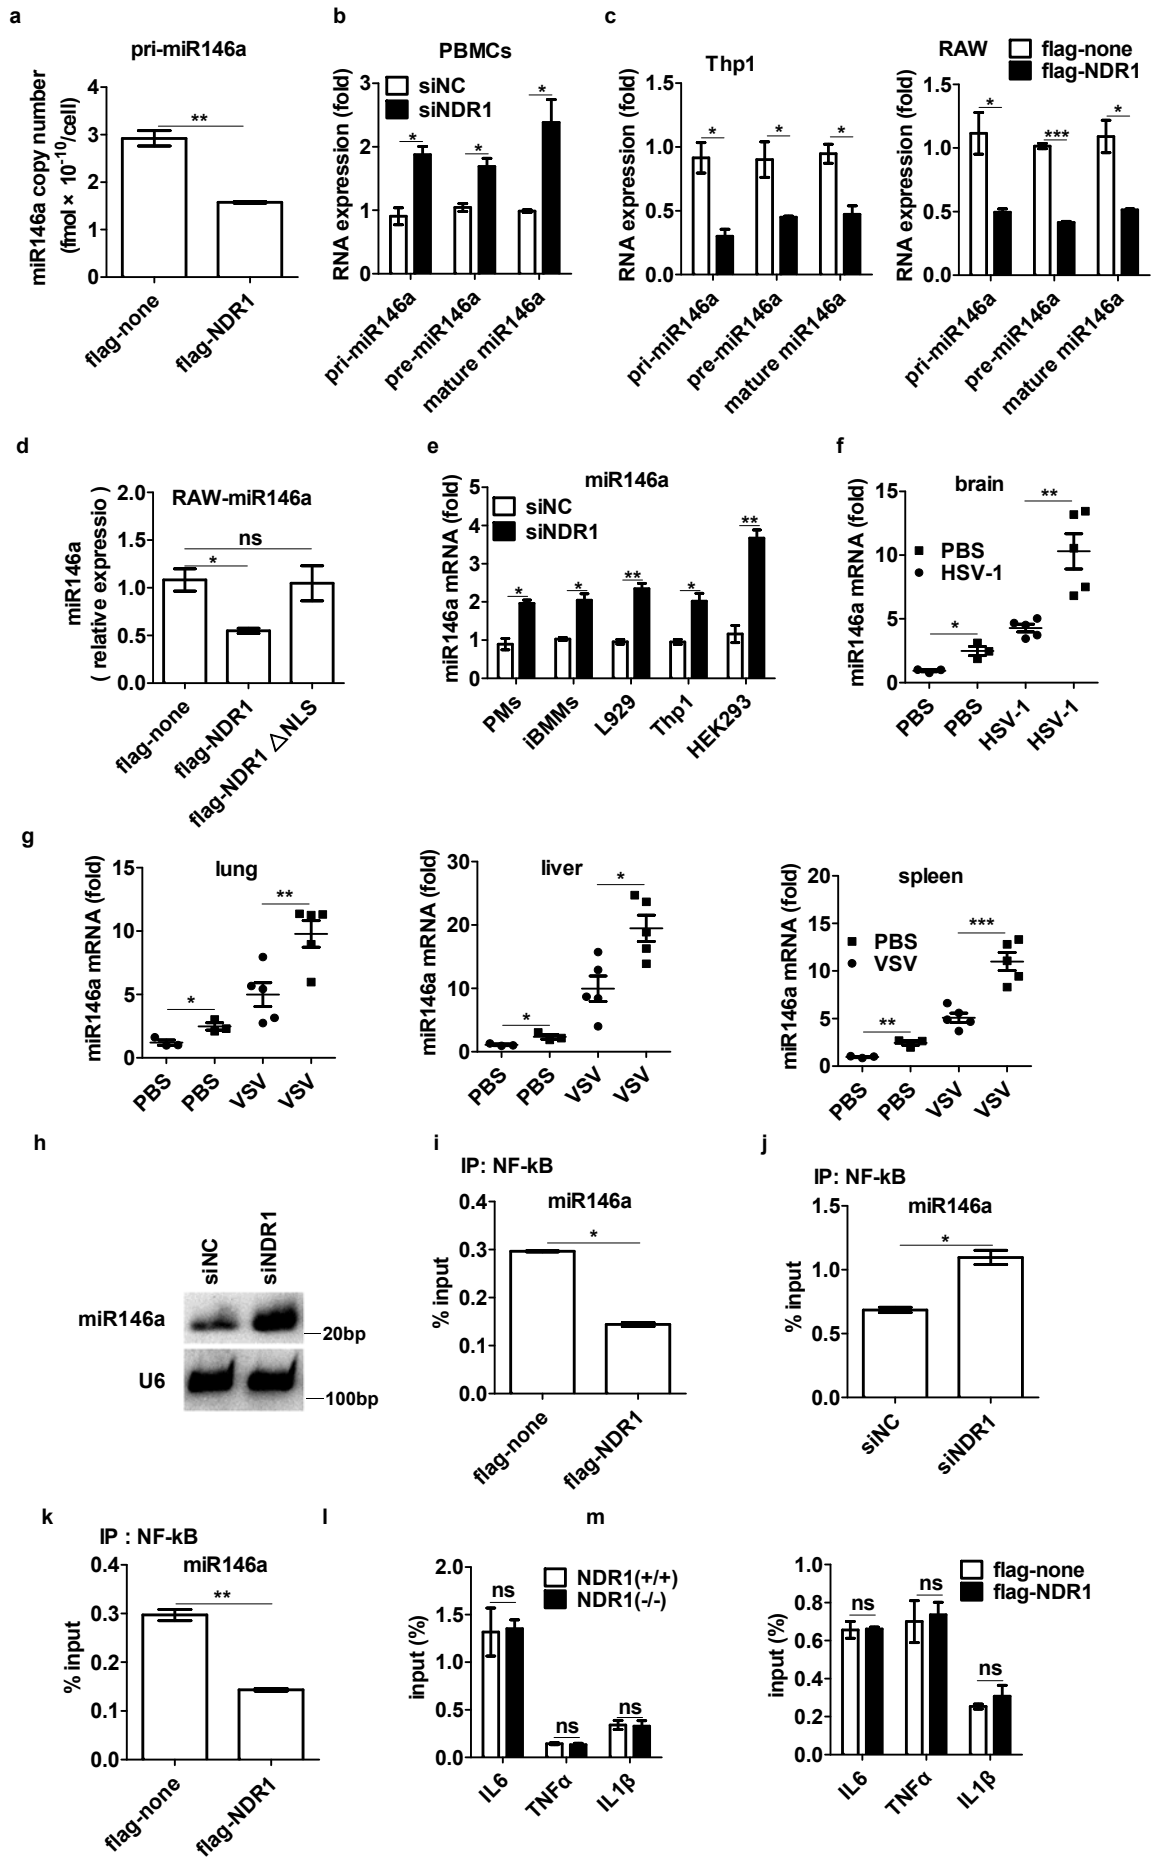 a
pri-miR146a
miR146a copy number
(fmol × 10⁻¹⁰/cell)
4
3
2
1
0
**
flag-none
flag-NDR1
b
PBMCs
siNC
siNDR1
RNA expression (fold)
3
2
1
0
*
*
*
pri-miR146a
pre-miR146a
mature miR146a
c
Thp1
RNA expression (fold)
1.5
1.0
0.5
0.0
*
*
*
pri-miR146a
pre-miR146a
mature miR146a
RAW
flag-none
flag-NDR1
RNA expression (fold)
1.5
1.0
0.5
0.0
*
***
*
pri-miR146a
pre-miR146a
mature miR146a
d
RAW-miR146a
miR146a
( relative expressio )
2.0
1.5
1.0
0.5
0.0
ns
*
flag-none
flag-NDR1
flag-NDR1 △NLS
e
miR146a
siNC
siNDR1
miR146a mRNA (fold)
5
4
3
2
1
0
*
*
**
*
**
PMs
iBMMs
L929
Thp1
HEK293
f
brain
PBS
HSV-1
miR146a mRNA (fold)
15
10
5
0
*
**
PBS
PBS
HSV-1
HSV-1
g
lung
miR146a mRNA (fold)
15
10
5
0
*
**
PBS
PBS
VSV
VSV
liver
miR146a mRNA (fold)
30
20
10
0
*
*
PBS
PBS
VSV
VSV
spleen
PBS
VSV
miR146a mRNA (fold)
20
15
10
5
0
**
***
PBS
PBS
VSV
VSV
h
siNC
siNDR1
miR146a
20bp
U6
100bp
i
IP: NF-kB
miR146a
% input
0.4
0.3
0.2
0.1
0.0
*
flag-none
flag-NDR1
j
IP: NF-kB
miR146a
% input
1.5
1.0
0.5
0.0
*
siNC
siNDR1
k
IP : NF-kB
miR146a
% input
0.4
0.3
0.2
0.1
0.0
**
flag-none
flag-NDR1
l
NDR1(+/+)
NDR1(-/-)
input (%)
2.0
1.5
1.0
0.5
0.0
ns
ns
ns
IL6
TNFα
IL1β
m
flag-none
flag-NDR1
input (%)
1.0
0.8
0.6
0.4
0.2
0.0
ns
ns
ns
IL6
TNFα
IL1β